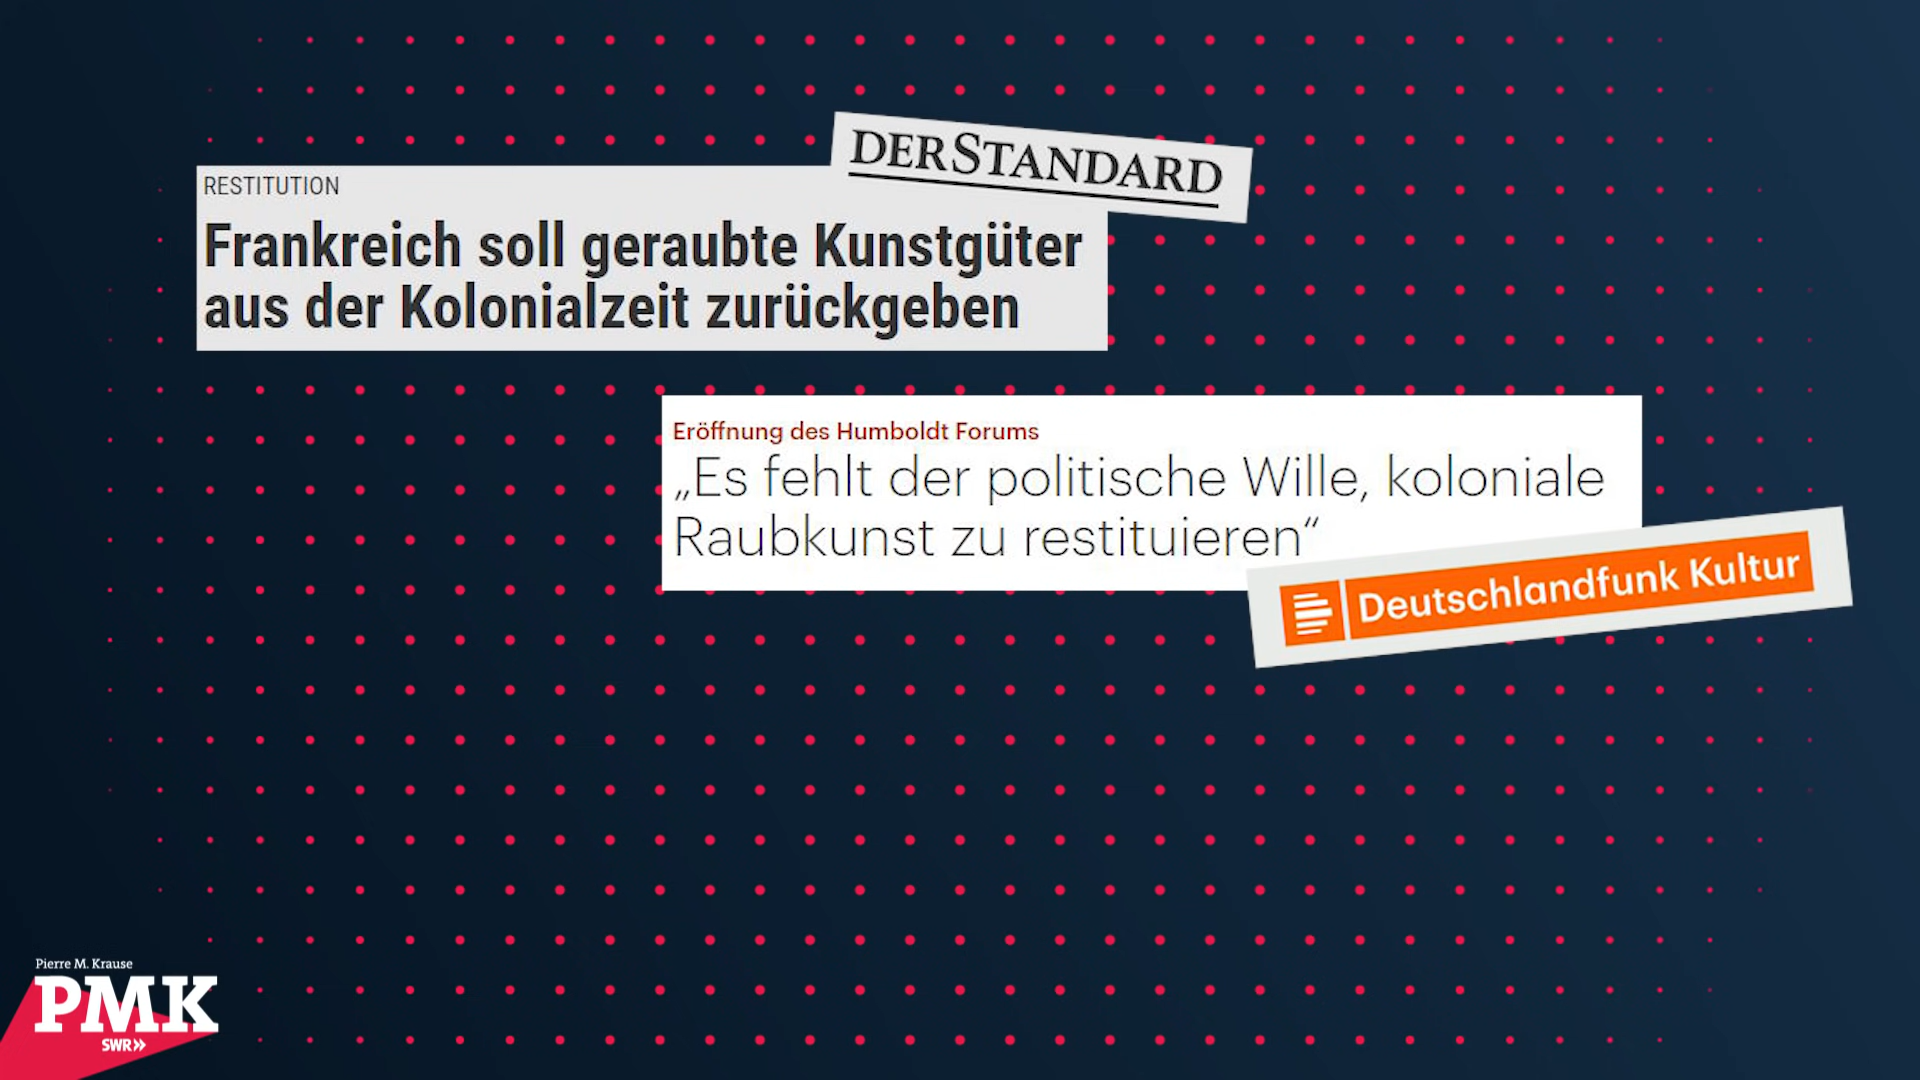 DERSTANDARD
RESTITUTION
Frankreich soll geraubte Kunstgüter
aus der Kolonialzeit zurückgeben
Eröffnung des Humboldt Forums
„Es fehlt der politische Wille, koloniale
Raubkunst zu restituieren“
Deutschlandfunk Kultur
Pierre M. Krause
PMK
SWR»